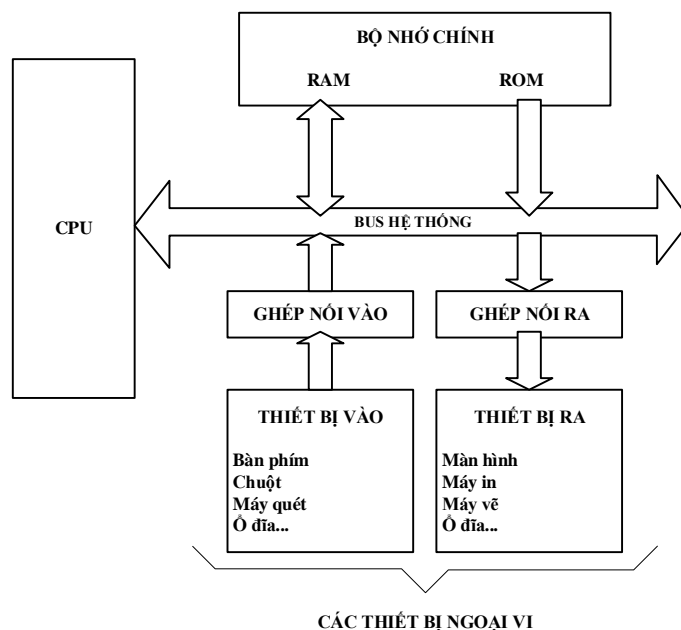 BỘ NHỚ CHÍNH
RAM ROM
CPU
BUS HỆ THỐNG
GHÉP NỐI VÀO
GHÉP NỐI RA
THIẾT BỊ VÀO
Bàn phím
Chuột
Máy quét
Ổ đĩa...
THIẾT BỊ RA
Màn hình
Máy in
Máy vẽ
Ổ đĩa...
CÁC THIẾT BỊ NGOẠI VI